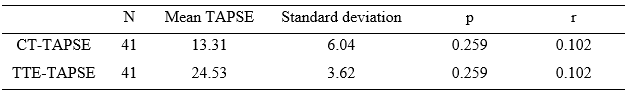 N Mean TAPSE Standard deviation p r
CT-TAPSE 41 13.31 6.04 0.259 0.102
TTE-TAPSE 41 24.53 3.62 0.259 0.102